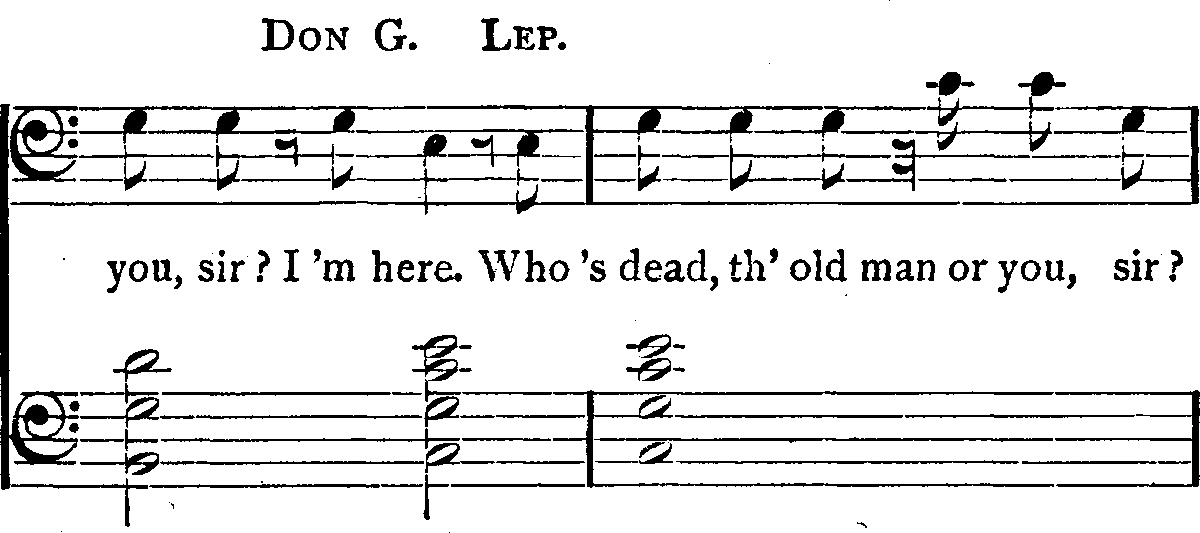 DON G. LEP.
you, sir? I'm here. Who's dead, th' old man or you, sir?